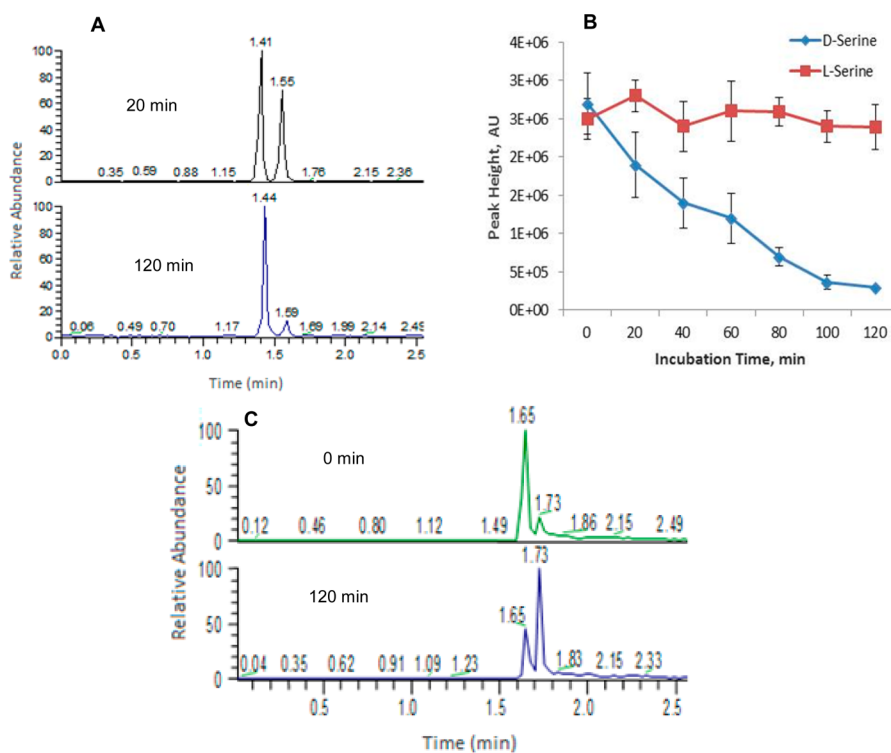 A
1.41
1.55
100
80
60
40
20
0
20 min
0.35 0.59 0.88 1.15 1.76 2.15 2.36
Relative Abundance
1.44
100
80
60
40
20
0
120 min
1.59
0.06 0.49 0.70 1.17 1.69 1.99 2.14 2.49
0.0 0.5 1.0 1.5 2.0 2.5
Time (min)
B
D-Serine
L-Serine
4E+06
3E+06
3E+06
2E+06
2E+06
1E+06
1E+06
5E+05
0E+00
Peak Height, AU
0 20 40 60 80 100 120
Incubation Time, min
C
1.65
100
50
0
0 min
1.73
0.12 0.46 0.80 1.12 1.49 1.86 2.15 2.49
Relative Abundance
1.73
100
50
0
120 min
1.65
0.04 0.35 0.62 0.91 1.09 1.23 1.83 2.15 2.33
0.5 1.0 1.5 2.0 2.5
Time (min)